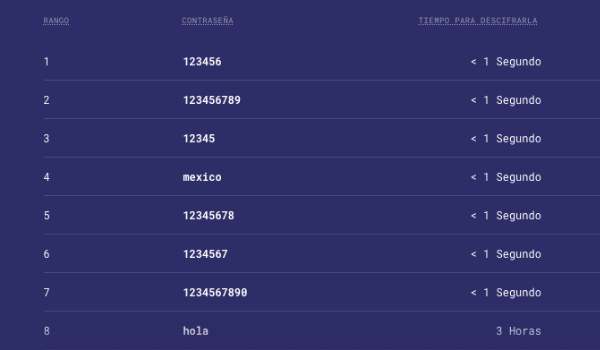 RANGO CONTRASEÑA TIEMPO PARA DESCIFRARLA
1 123456 < 1 Segundo
2 123456789 < 1 Segundo
3 12345 < 1 Segundo
4 mexico < 1 Segundo
5 12345678 < 1 Segundo
6 1234567 < 1 Segundo
7 1234567890 < 1 Segundo
8 hola 3 Horas